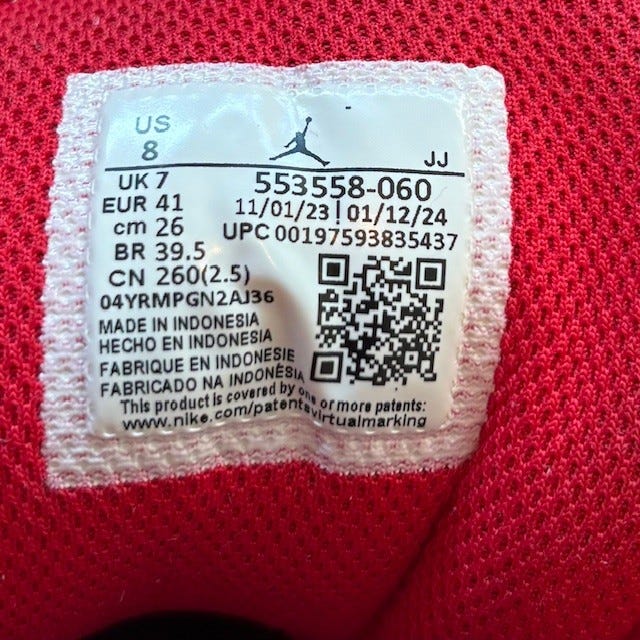 US
8
JJ
UK 7
EUR 41
cm 26
BR 39.5
CN 260(2.5)
553558-060
11/01/23 | 01/12/24
UPC 00197593835437
04YRMPGN2AJ36
MADE IN INDONESIA
HECHO EN INDONESIA
FABRIQUE EN INDONESIE
FABRICADO NA INDONÉSIA
This product is covered by one or more patents:
www.nike.com/patentsvirtualmarking